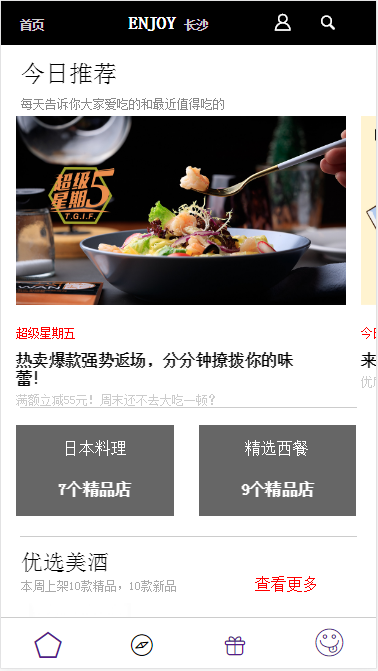 首页 ENJOY 长沙
今日推荐
每天告诉你大家爱吃的和最近值得吃的
超级
星期5
T.G.I.F.
超级星期五
热卖爆款强势返场，分分钟撩拨你的味
蕾！
满额立减55元！周末还不去大吃一顿？
今
来
优
日本料理 精选西餐
7个精品店 9个精品店
优选美酒
本周上架10款精品，10款新品 查看更多